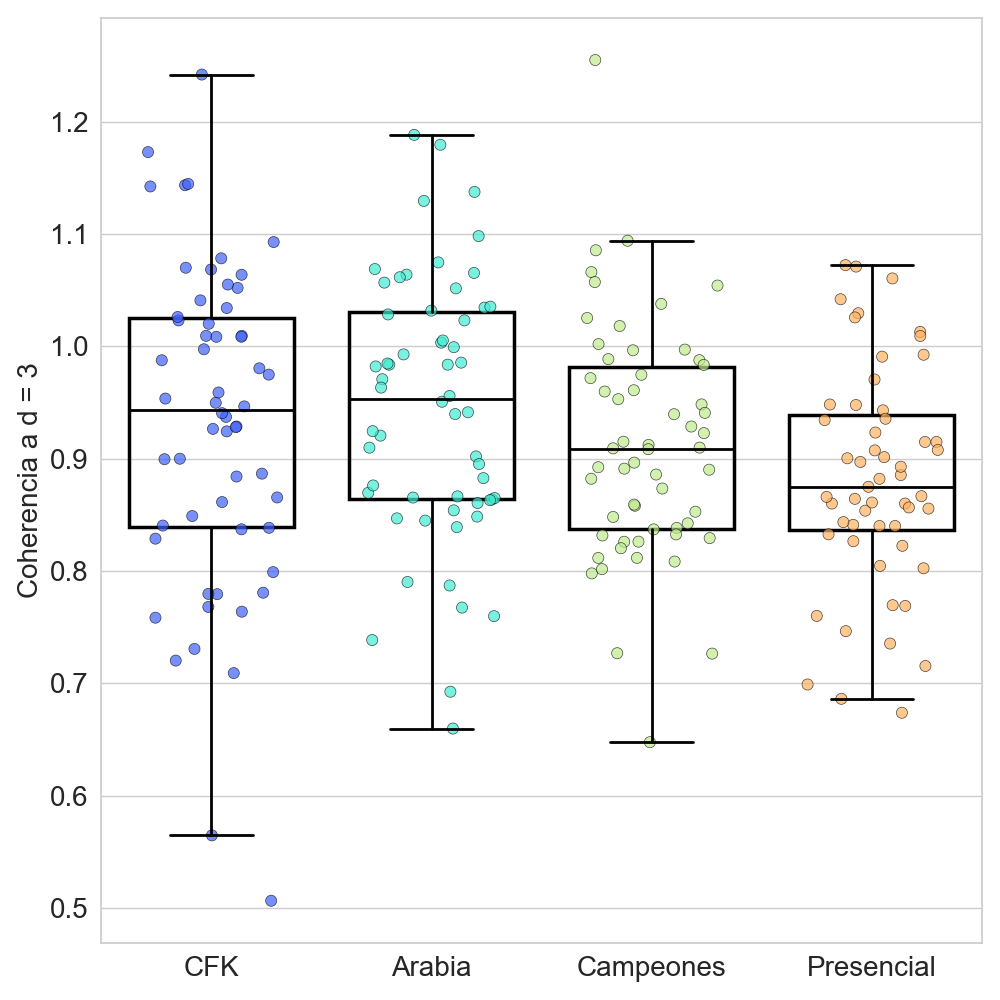 Coherencia a d = 3
1.2
1.1
1.0
0.9
0.8
0.7
0.6
0.5
CFK
Arabia
Campeones
Presencial